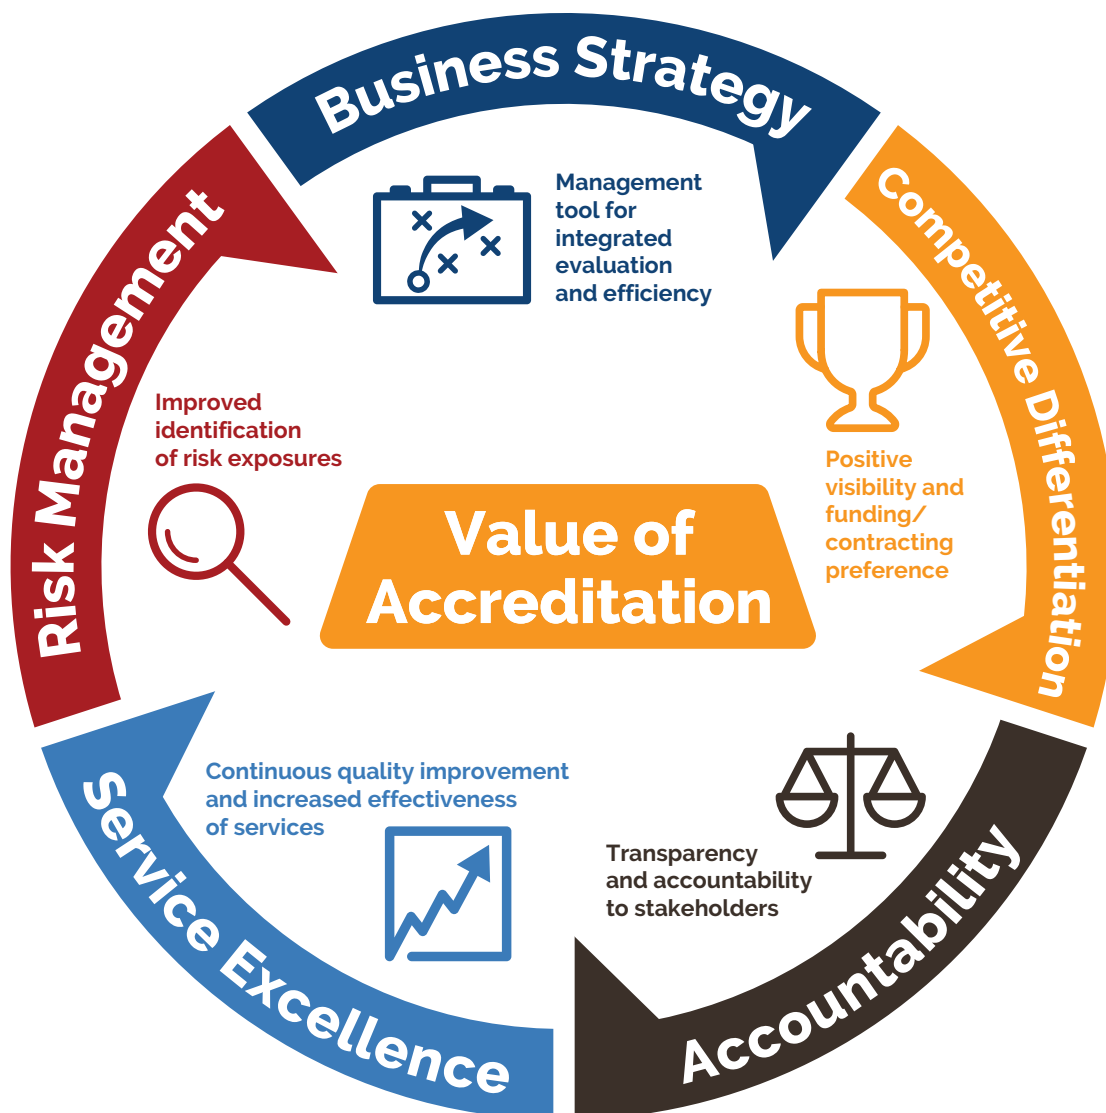 Business Strategy
Management
tool for
integrated
evaluation
and efficiency
Competitive Differentiation
Positive
visibility and
funding/
contracting
preference
Accountability
Transparency
and accountability
to stakeholders
Service Excellence
Continuous quality improvement
and increased effectiveness
of services
Risk Management
Improved
identification
of risk exposures
Value of
Accreditation